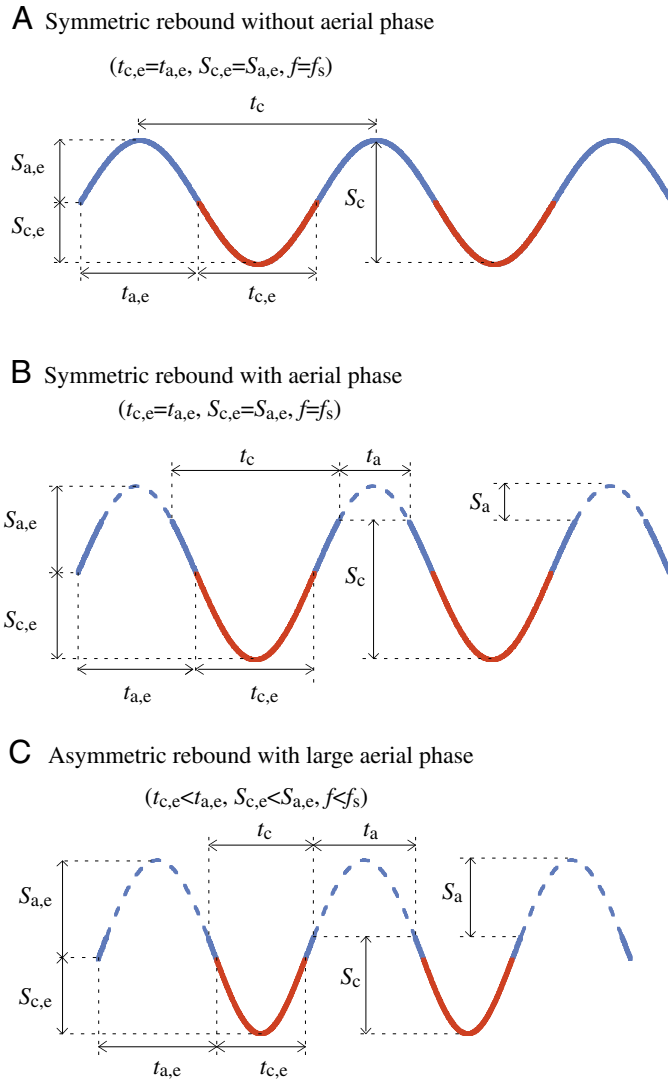 A Symmetric rebound without aerial phase
(tc,e=ta,e, Sc,e=Sa,e, f=fs)
tc
Sa,e
Sc
Sc,e
ta,e
tc,e
B Symmetric rebound with aerial phase
(tc,e=ta,e, Sc,e=Sa,e, f=fs)
tc
ta
Sa
Sa,e
Sc
Sc,e
ta,e
tc,e
C Asymmetric rebound with large aerial phase
(tc,e<ta,e, Sc,e<Sa,e, f<fs)
tc
ta
Sa,e
Sa
Sc
Sc,e
ta,e
tc,e